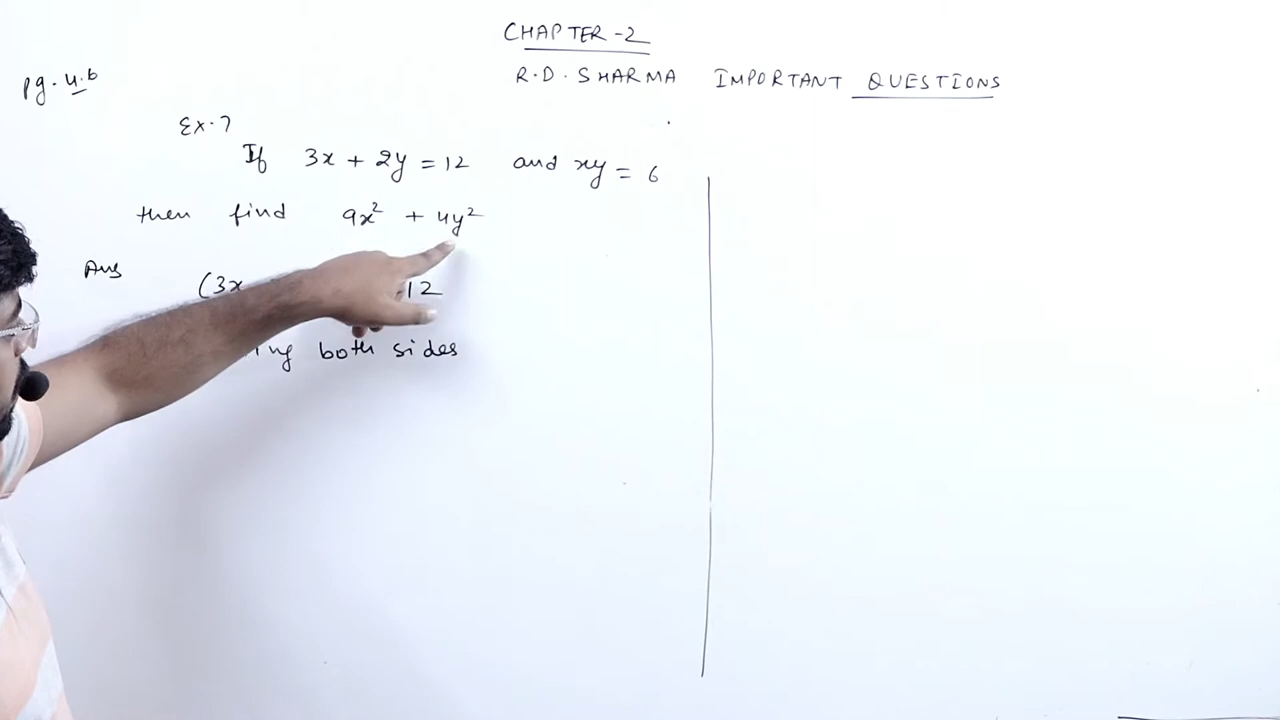 CHAPTER-2
R.D.SHARMA IMPORTANT QUESTIONS
pg. 4.6
Ex.7
If 3x + 2y = 12 and xy = 6
then find 9x² + 4y²
Ans (3x 12
both sides